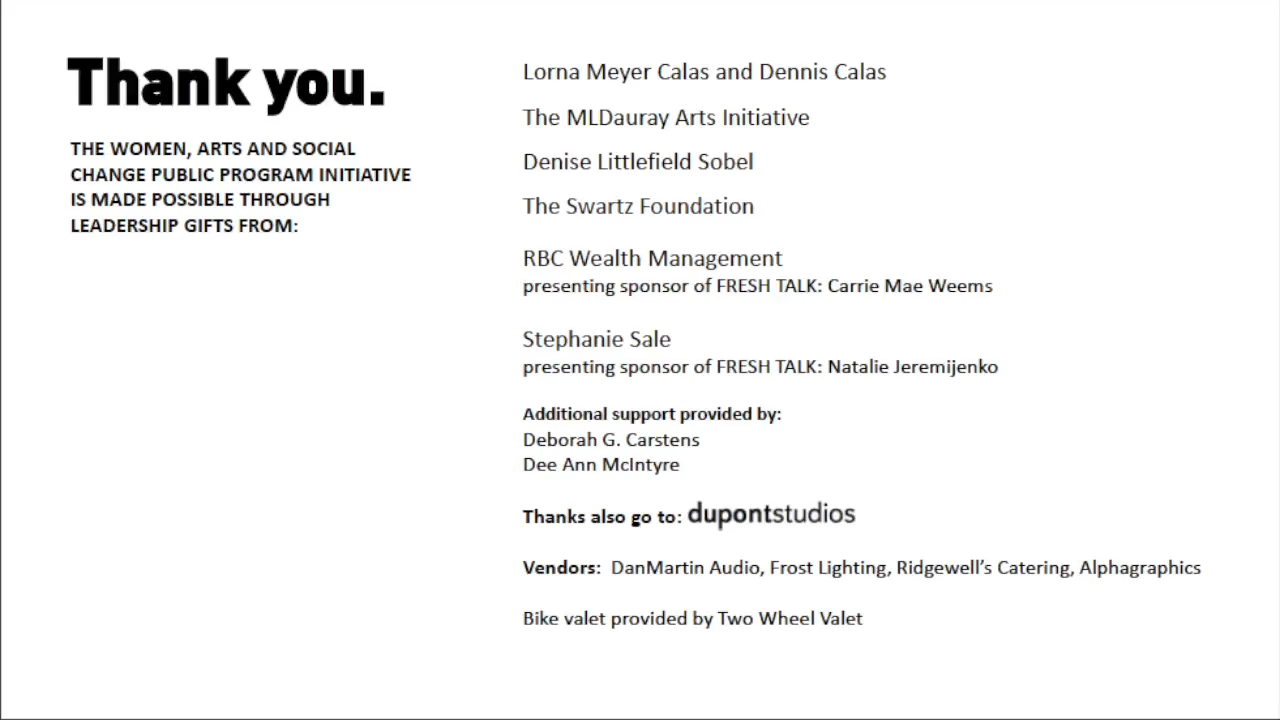 Thank you.
THE WOMEN, ARTS AND SOCIAL
CHANGE PUBLIC PROGRAM INITIATIVE
IS MADE POSSIBLE THROUGH
LEADERSHIP GIFTS FROM:
Lorna Meyer Calas and Dennis Calas
The MLDauray Arts Initiative
Denise Littlefield Sobel
The Swartz Foundation
RBC Wealth Management
presenting sponsor of FRESH TALK: Carrie Mae Weems
Stephanie Sale
presenting sponsor of FRESH TALK: Natalie Jeremijenko
Additional support provided by:
Deborah G. Carstens
Dee Ann McIntyre
Thanks also go to: dupontstudios
Vendors: DanMartin Audio, Frost Lighting, Ridgewell’s Catering, Alphagraphics
Bike valet provided by Two Wheel Valet